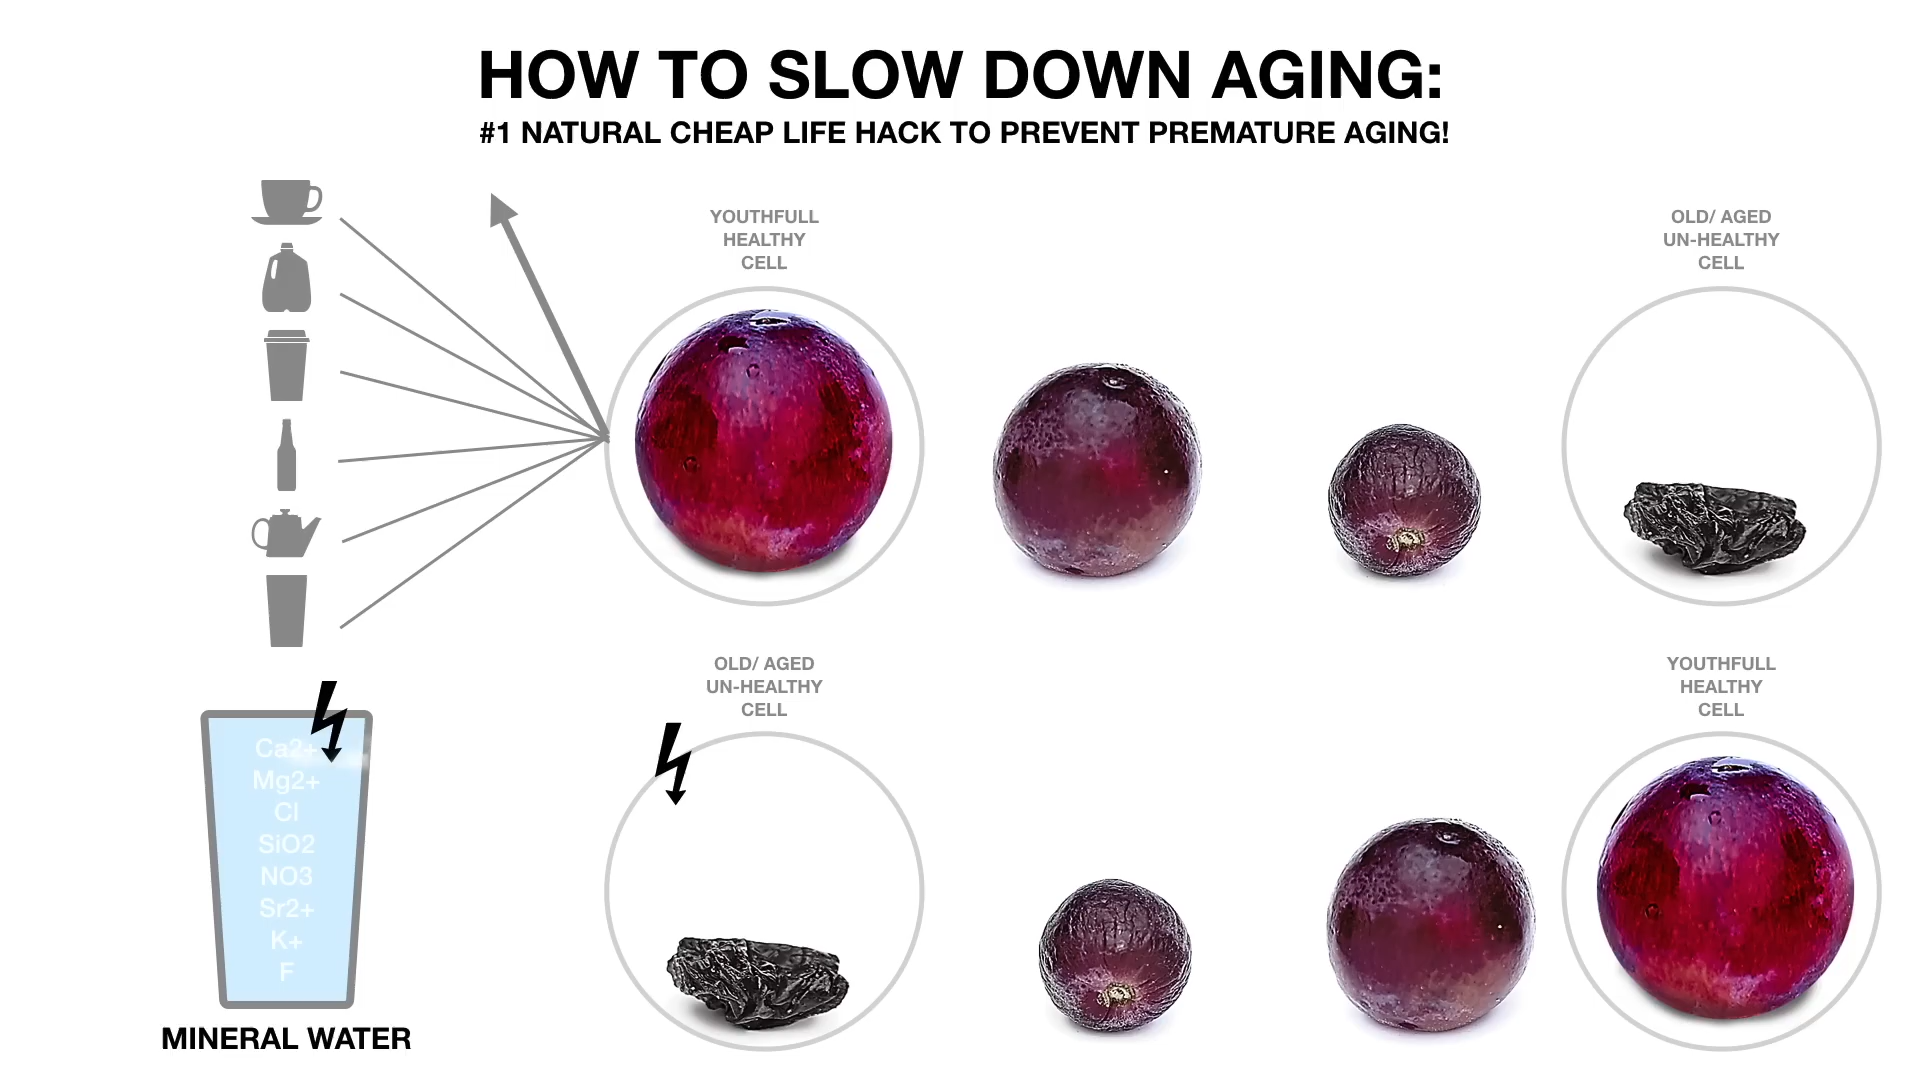 HOW TO SLOW DOWN AGING:
#1 NATURAL CHEAP LIFE HACK TO PREVENT PREMATURE AGING!
YOUTHFULL
HEALTHY
CELL
OLD/ AGED
UN-HEALTHY
CELL
OLD/ AGED
UN-HEALTHY
CELL
YOUTHFULL
HEALTHY
CELL
Ca2+
Mg2+
Cl
SiO2
NO3
Sr2+
K+
F
MINERAL WATER